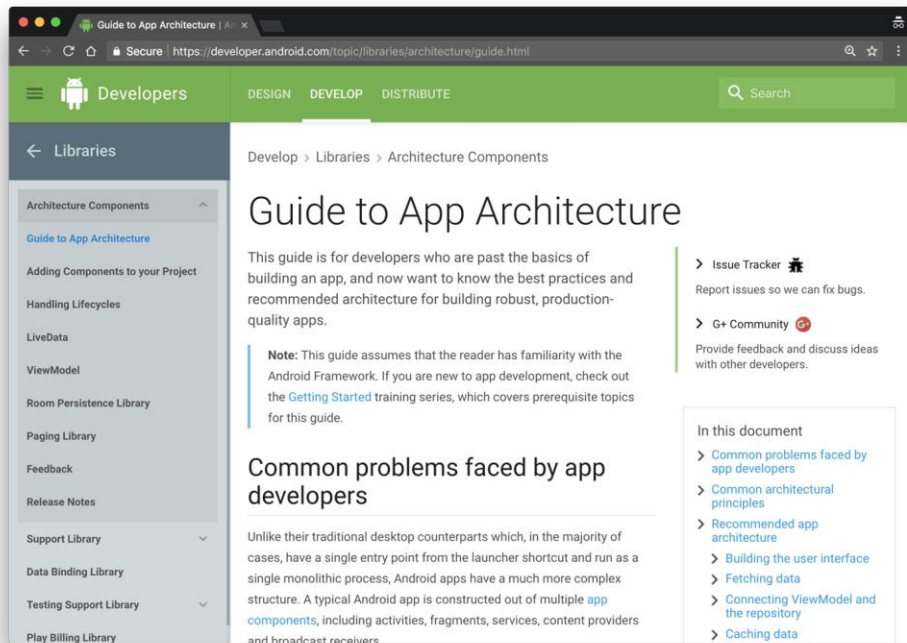 Guide to App Architecture | An
Secure | https://developer.android.com/topic/libraries/architecture/guide.html
Developers
DESIGN DEVELOP DISTRIBUTE
Search
Libraries
Architecture Components
Guide to App Architecture
Adding Components to your Project
Handling Lifecycles
LiveData
ViewModel
Room Persistence Library
Paging Library
Feedback
Release Notes
Support Library
Data Binding Library
Testing Support Library
Play Billing Library
Develop > Libraries > Architecture Components
Guide to App Architecture
This guide is for developers who are past the basics of
building an app, and now want to know the best practices and
recommended architecture for building robust, production-
quality apps.
Note: This guide assumes that the reader has familiarity with the
Android Framework. If you are new to app development, check out
the Getting Started training series, which covers prerequisite topics
for this guide.
Common problems faced by app
developers
Unlike their traditional desktop counterparts which, in the majority of
cases, have a single entry point from the launcher shortcut and run as a
single monolithic process, Android apps have a much more complex
structure. A typical Android app is constructed out of multiple app
components, including activities, fragments, services, content providers
and broadcast receivers.
Issue Tracker
Report issues so we can fix bugs.
G+ Community G+
Provide feedback and discuss ideas
with other developers.
In this document
Common problems faced by
app developers
Common architectural
principles
Recommended app
architecture
Building the user interface
Fetching data
Connecting ViewModel and
the repository
Caching data